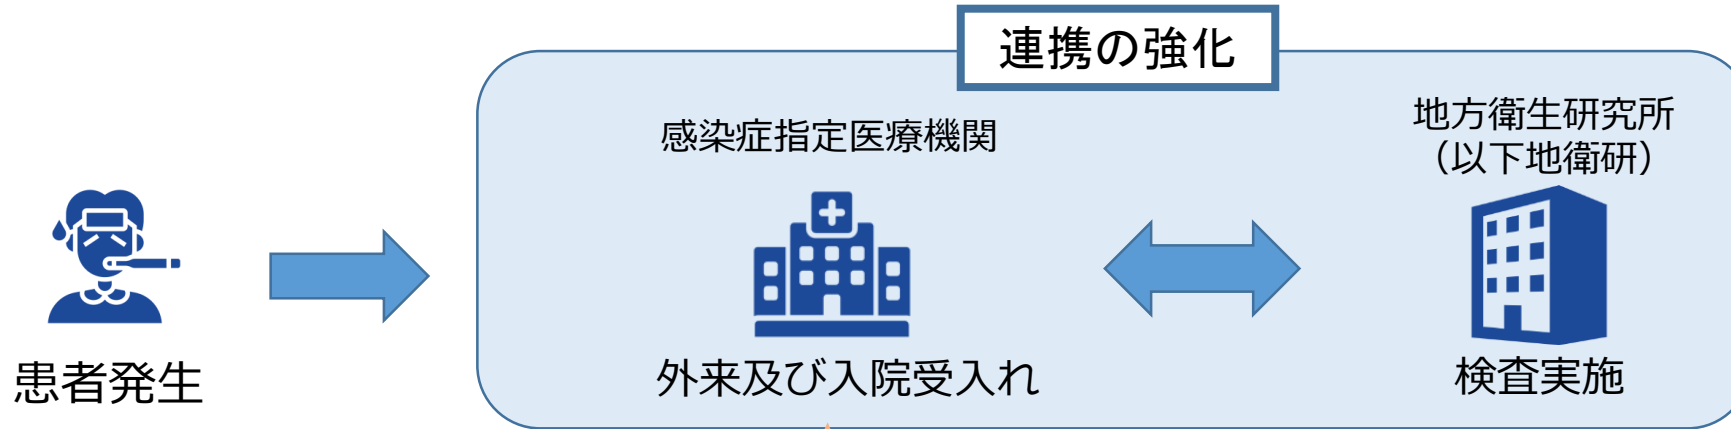 連携の強化
感染症指定医療機関
地方衛生研究所
（以下地衛研）
患者発生
外来及び入院受入れ
検査実施